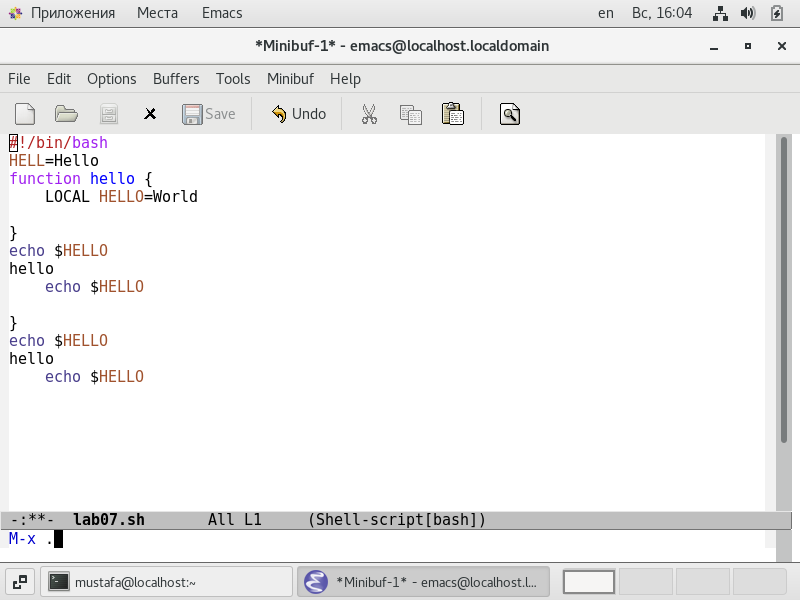 Приложения Места Emacs en Вс, 16:04
*Minibuf-1* - emacs@localhost.localdomain
File Edit Options Buffers Tools Minibuf Help
Save Undo
#!/bin/bash
HELL=Hello
function hello {
    LOCAL HELLO=World
}
echo $HELLO
hello
    echo $HELLO
}
echo $HELLO
hello
    echo $HELLO
-:**-  lab07.sh       All L1     (Shell-script[bash])
M-x .
mustafa@localhost:~ *Minibuf-1* - emacs@localhost.l...